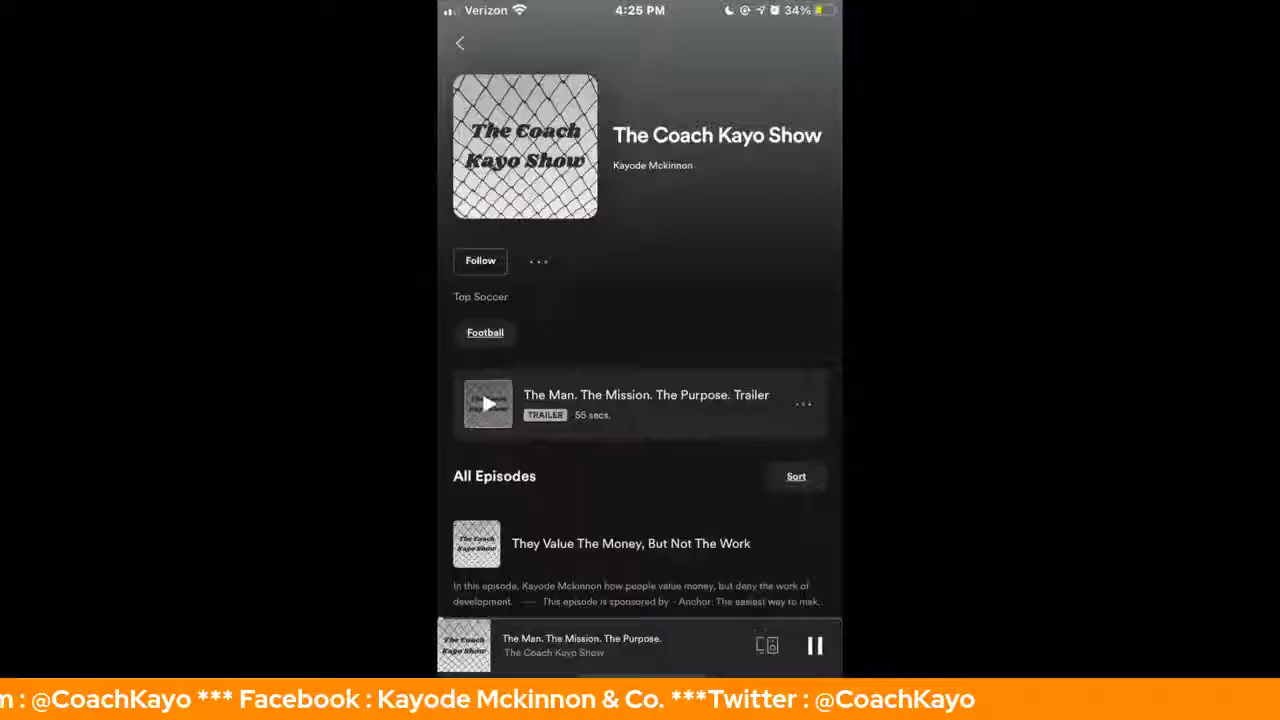 Verizon 4:25 PM 34%
The Coach
Kayo Show
The Coach Kayo Show
Kayode Mckinnon
Follow
Top Soccer
Football
The Man. The Mission. The Purpose. Trailer
TRAILER 55 secs.
All Episodes
Sort
The Coach
Kayo Show
They Value The Money, But Not The Work
In this episode, Kayode Mckinnon how people value money, but deny the work of
development. --- This episode is sponsored by · Anchor: The easiest way to mak...
The Coach
Kayo Show
The Man. The Mission. The Purpose.
The Coach Kayo Show
m : @CoachKayo *** Facebook : Kayode Mckinnon & Co. ***Twitter : @CoachKayo